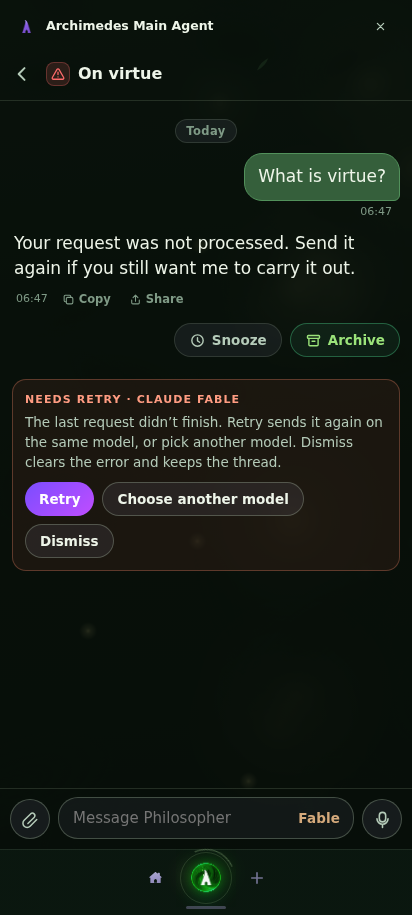 Archimedes Main Agent
On virtue
Today
What is virtue?
06:47
Your request was not processed. Send it
again if you still want me to carry it out.
06:47 Copy Share
Snooze Archive
NEEDS RETRY · CLAUDE FABLE
The last request didn’t finish. Retry sends it again on
the same model, or pick another model. Dismiss
clears the error and keeps the thread.
Retry Choose another model
Dismiss
Message Philosopher Fable